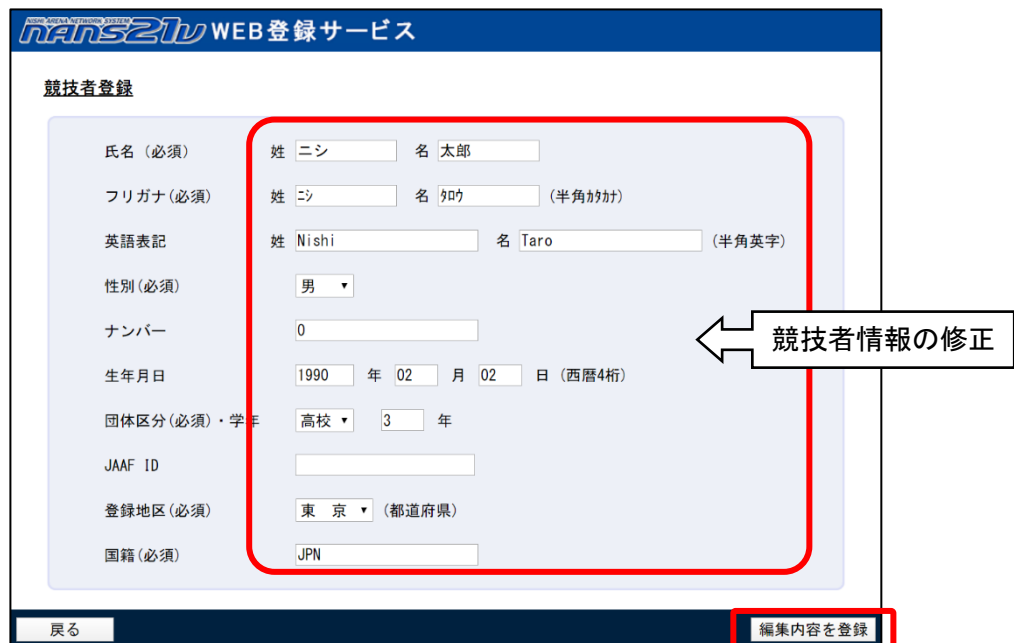 NISHI ARENA NETWORK SYSTEM
NANS21V WEB登録サービス
競技者登録
氏名（必須） 姓 ニシ 名 太郎
フリガナ(必須) 姓 ﾆｼ 名 ﾀﾛｳ (半角ｶﾀｶﾅ)
英語表記 姓 Nishi 名 Taro (半角英字)
性別(必須) 男
ナンバー 0
生年月日 1990 年 02 月 02 日 (西暦4桁)
団体区分(必須)・学年 高校 3 年
JAAF ID
登録地区(必須) 東 京 (都道府県)
国籍(必須) JPN
競技者情報の修正
戻る 編集内容を登録